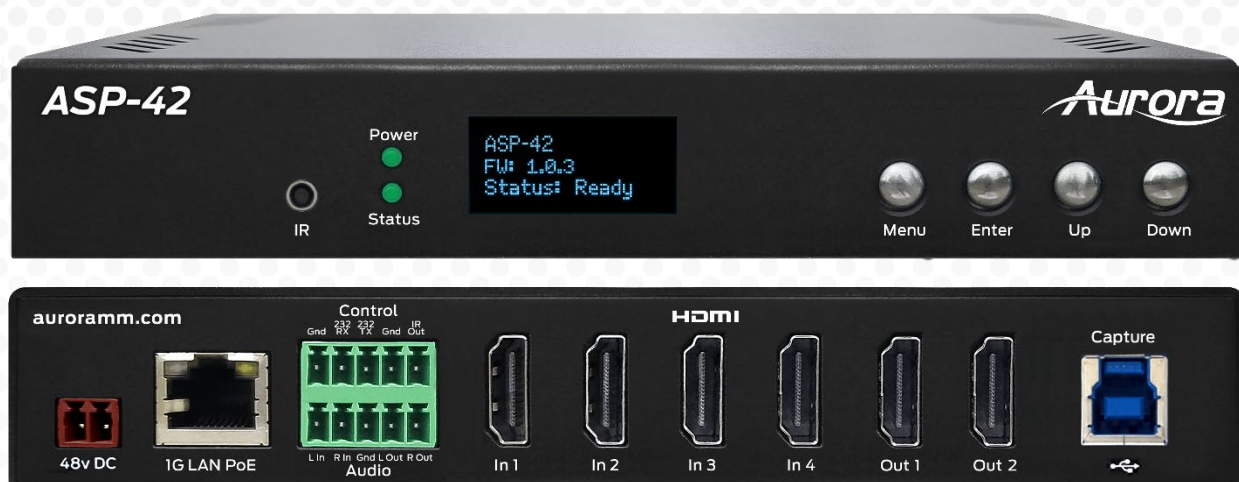 ASP-42
Aurora
Power
ASP-42
FW: 1.0.3
Status: Ready
Status
IR
Menu Enter Up Down
auroramm.com
Control
Gnd 232 RX 232 TX Gnd IR Out
HDMI
Capture
48v DC
1G LAN PoE
L In R In Gnd L Out R Out
Audio
In 1 In 2 In 3 In 4 Out 1 Out 2